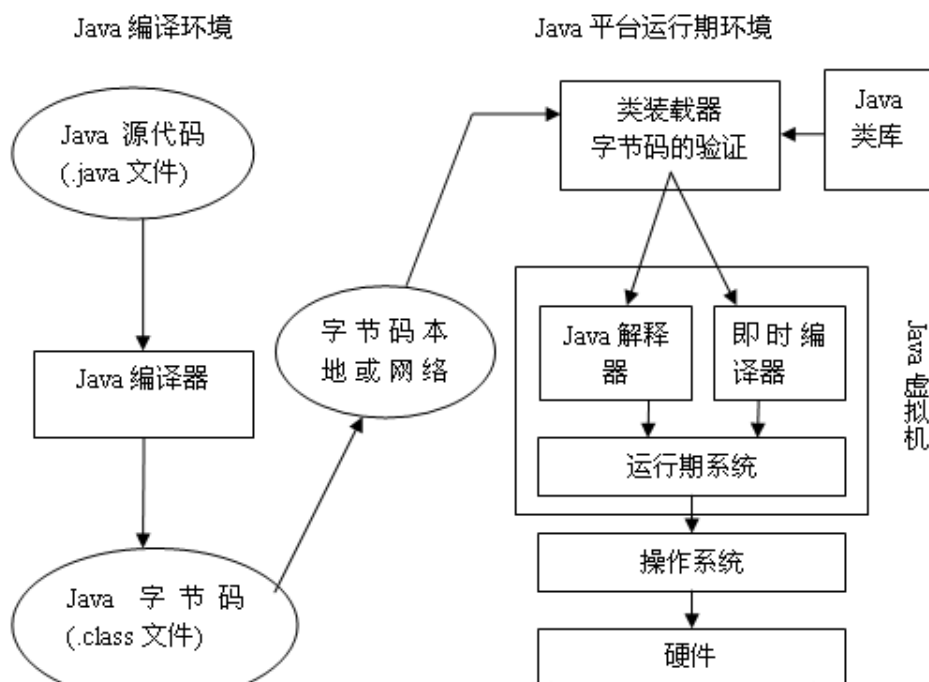 Java 编译环境
Java 源代码
(.java 文件)
Java 编译器
Java 字节码
(.class 文件)
字节码本
地或网络
Java 平台运行期环境
类装载器
字节码的验证
Java
类库
Java 解释
器
即时编
译器
运行期系统
Java 虚拟机
操作系统
硬件